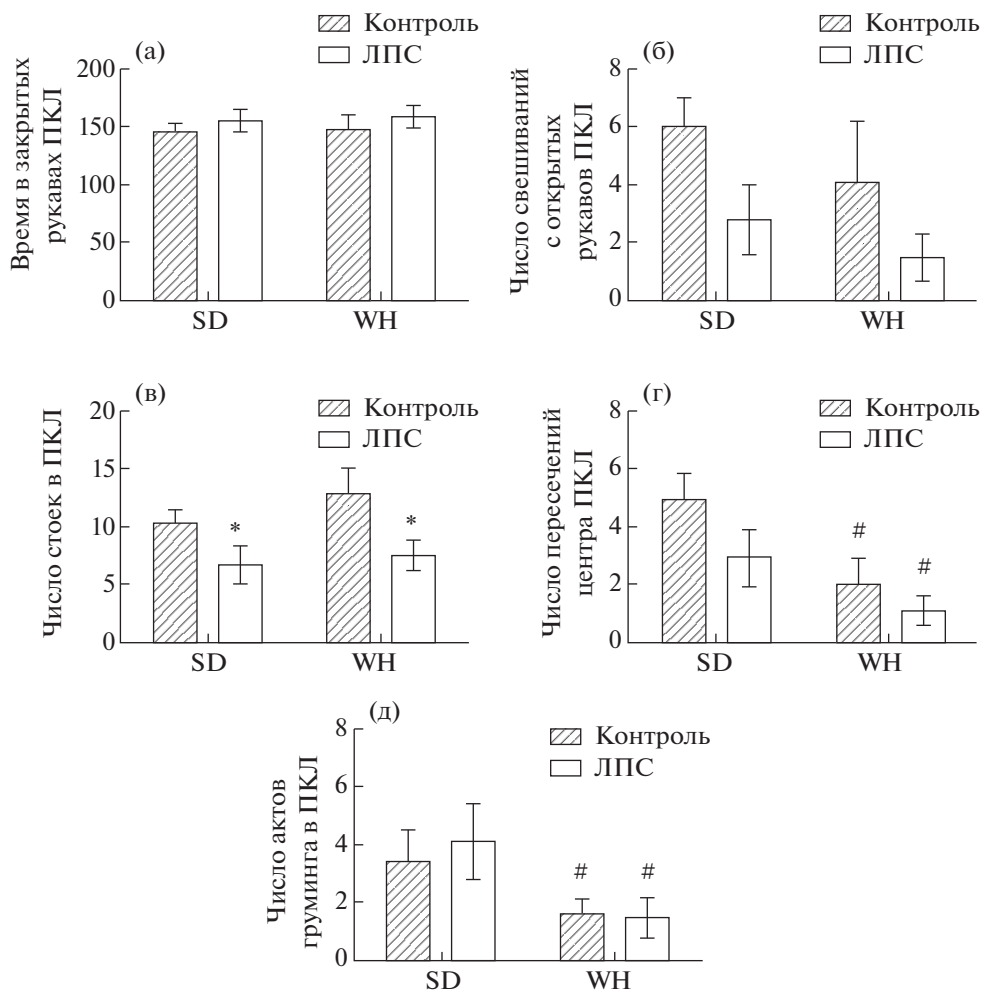 (а)
Контроль
ЛПС
Время в закрытых
рукавах ПКЛ
200
150
100
50
0
SD
WH
(б)
Контроль
ЛПС
Число свешиваний
с открытых
рукавов ПКЛ
8
6
4
2
0
SD
WH
(в)
Контроль
ЛПС
Число стоек в ПКЛ
20
15
10
5
0
*
*
SD
WH
(г)
Контроль
ЛПС
Число пересечений
центра ПКЛ
8
6
4
2
0
#
#
SD
WH
(д)
Контроль
ЛПС
Число актов
груминга в ПКЛ
8
6
4
2
0
#
#
SD
WH